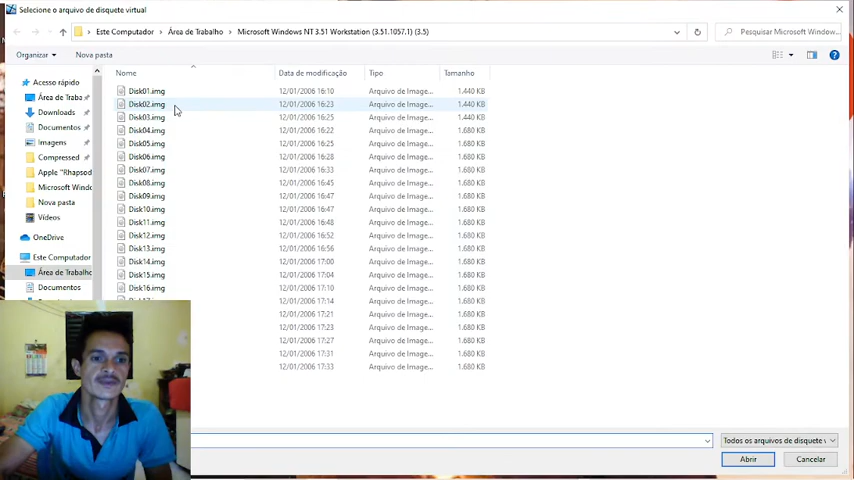 Selecione o arquivo de disquete virtual
Este Computador > Área de Trabalho > Microsoft Windows NT 3.51 Workstation (3.51.1057.1) (3.5)
Pesquisar Microsoft Window...
Organizar Nova pasta
Nome Data de modificação Tipo Tamanho
Acesso rápido
Área de Traba
Downloads
Documentos
Imagens
Compressed
Apple "Rhapsod
Microsoft Windo
Nova pasta
Vídeos
OneDrive
Este Computador
Área de Trabalho
Documentos
Disk01.img 12/01/2006 16:10 Arquivo de Image... 1.440 KB
Disk02.img 12/01/2006 16:23 Arquivo de Image... 1.440 KB
Disk03.img 12/01/2006 16:25 Arquivo de Image... 1.440 KB
Disk04.img 12/01/2006 16:22 Arquivo de Image... 1.680 KB
Disk05.img 12/01/2006 16:25 Arquivo de Image... 1.680 KB
Disk06.img 12/01/2006 16:28 Arquivo de Image... 1.680 KB
Disk07.img 12/01/2006 16:33 Arquivo de Image... 1.680 KB
Disk08.img 12/01/2006 16:45 Arquivo de Image... 1.680 KB
Disk09.img 12/01/2006 16:47 Arquivo de Image... 1.680 KB
Disk10.img 12/01/2006 16:47 Arquivo de Image... 1.680 KB
Disk11.img 12/01/2006 16:48 Arquivo de Image... 1.680 KB
Disk12.img 12/01/2006 16:52 Arquivo de Image... 1.680 KB
Disk13.img 12/01/2006 16:56 Arquivo de Image... 1.680 KB
Disk14.img 12/01/2006 17:00 Arquivo de Image... 1.680 KB
Disk15.img 12/01/2006 17:04 Arquivo de Image... 1.680 KB
Disk16.img 12/01/2006 17:10 Arquivo de Image... 1.680 KB
12/01/2006 17:14 Arquivo de Image... 1.680 KB
12/01/2006 17:21 Arquivo de Image... 1.680 KB
12/01/2006 17:23 Arquivo de Image... 1.680 KB
12/01/2006 17:27 Arquivo de Image... 1.680 KB
12/01/2006 17:31 Arquivo de Image... 1.680 KB
12/01/2006 17:33 Arquivo de Image... 1.680 KB
Todos os arquivos de disquete v
Abrir Cancelar